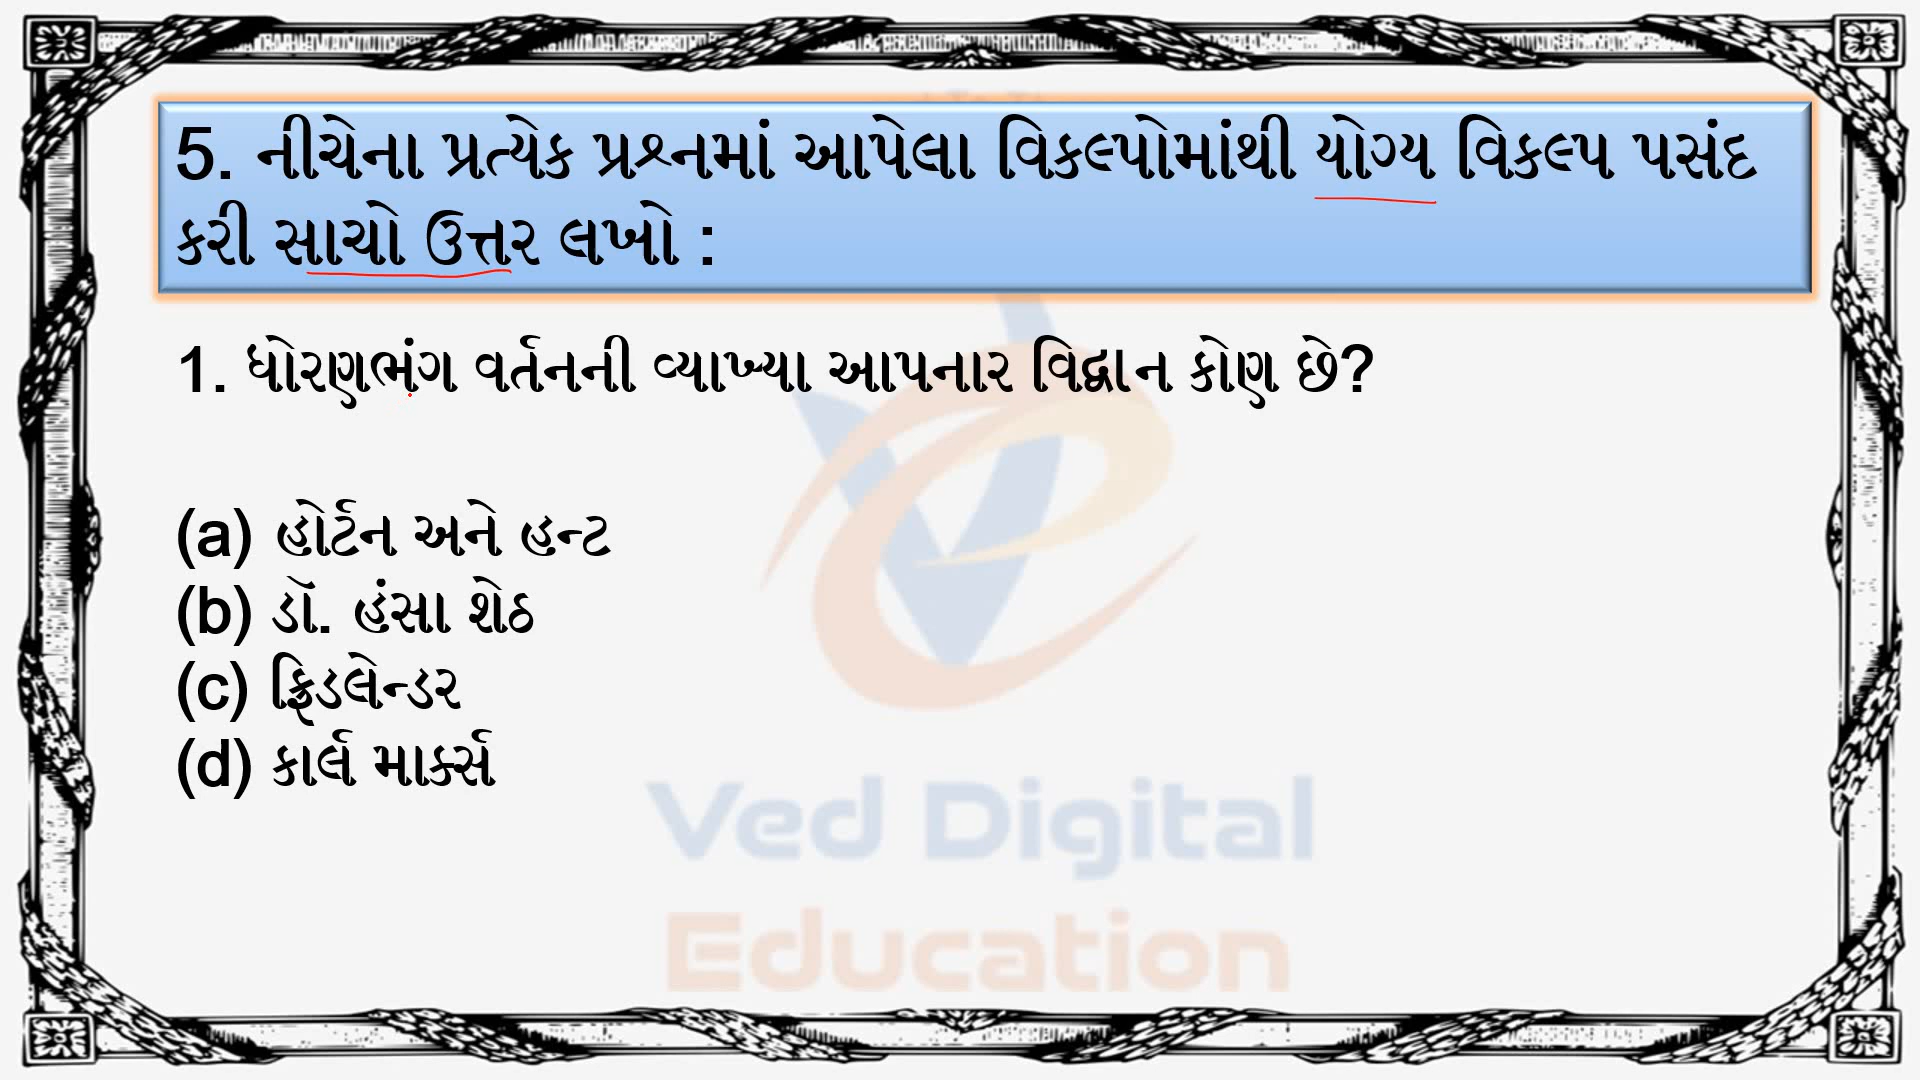 5. નીચેના પ્રત્યેક પ્રશ્નમાં આપેલા વિકલ્પોમાંથી યોગ્ય વિકલ્પ પસંદ
કરી સાચો ઉત્તર લખો :
1. ધોરણભંગ વર્તનની વ્યાખ્યા આપનાર વિદ્વાન કોણ છે?
(a) હોર્ટન અને હન્ટ
(b) ડૉ. હંસા શેઠ
(c) ફ્રિડલેન્ડર
(d) કાર્લ માર્ક્સ
Ved Digital
Education